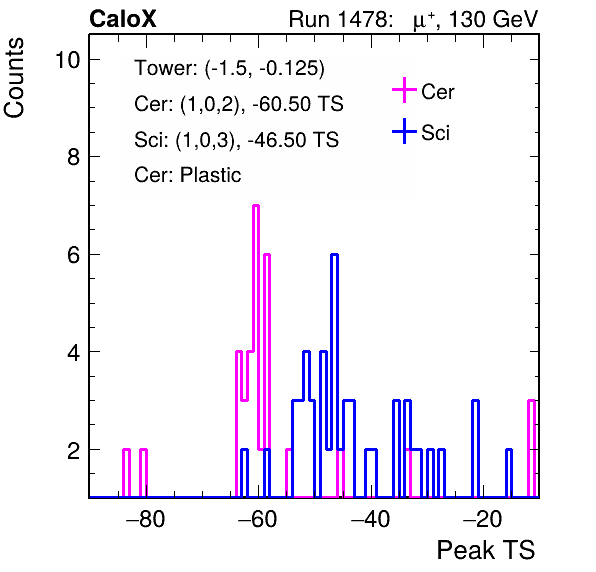 CaloX Run 1478: μ⁺, 130 GeV
Counts
Tower: (-1.5, -0.125)
Cer: (1,0,2), -60.50 TS
Sci: (1,0,3), -46.50 TS
Cer: Plastic
Cer
Sci
10
8
6
4
2
−80 −60 −40 −20
Peak TS